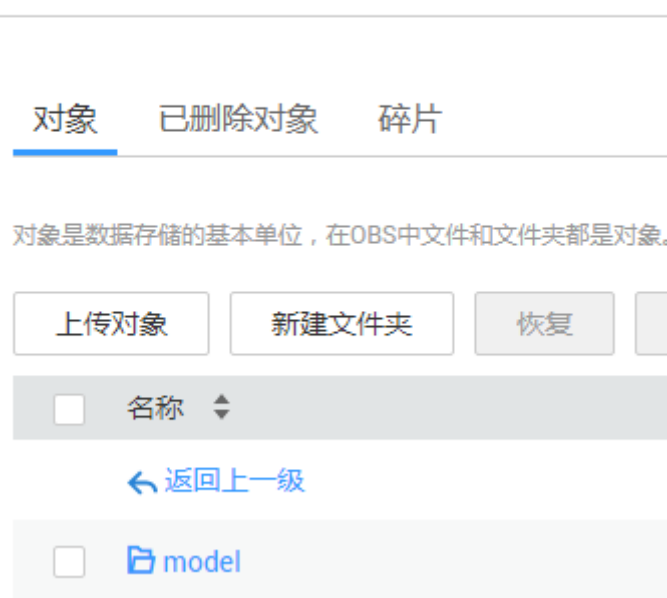 对象 已删除对象 碎片
对象是数据存储的基本单位，在OBS中文件和文件夹都是对象。
上传对象 新建文件夹 恢复
名称
返回上一级
model